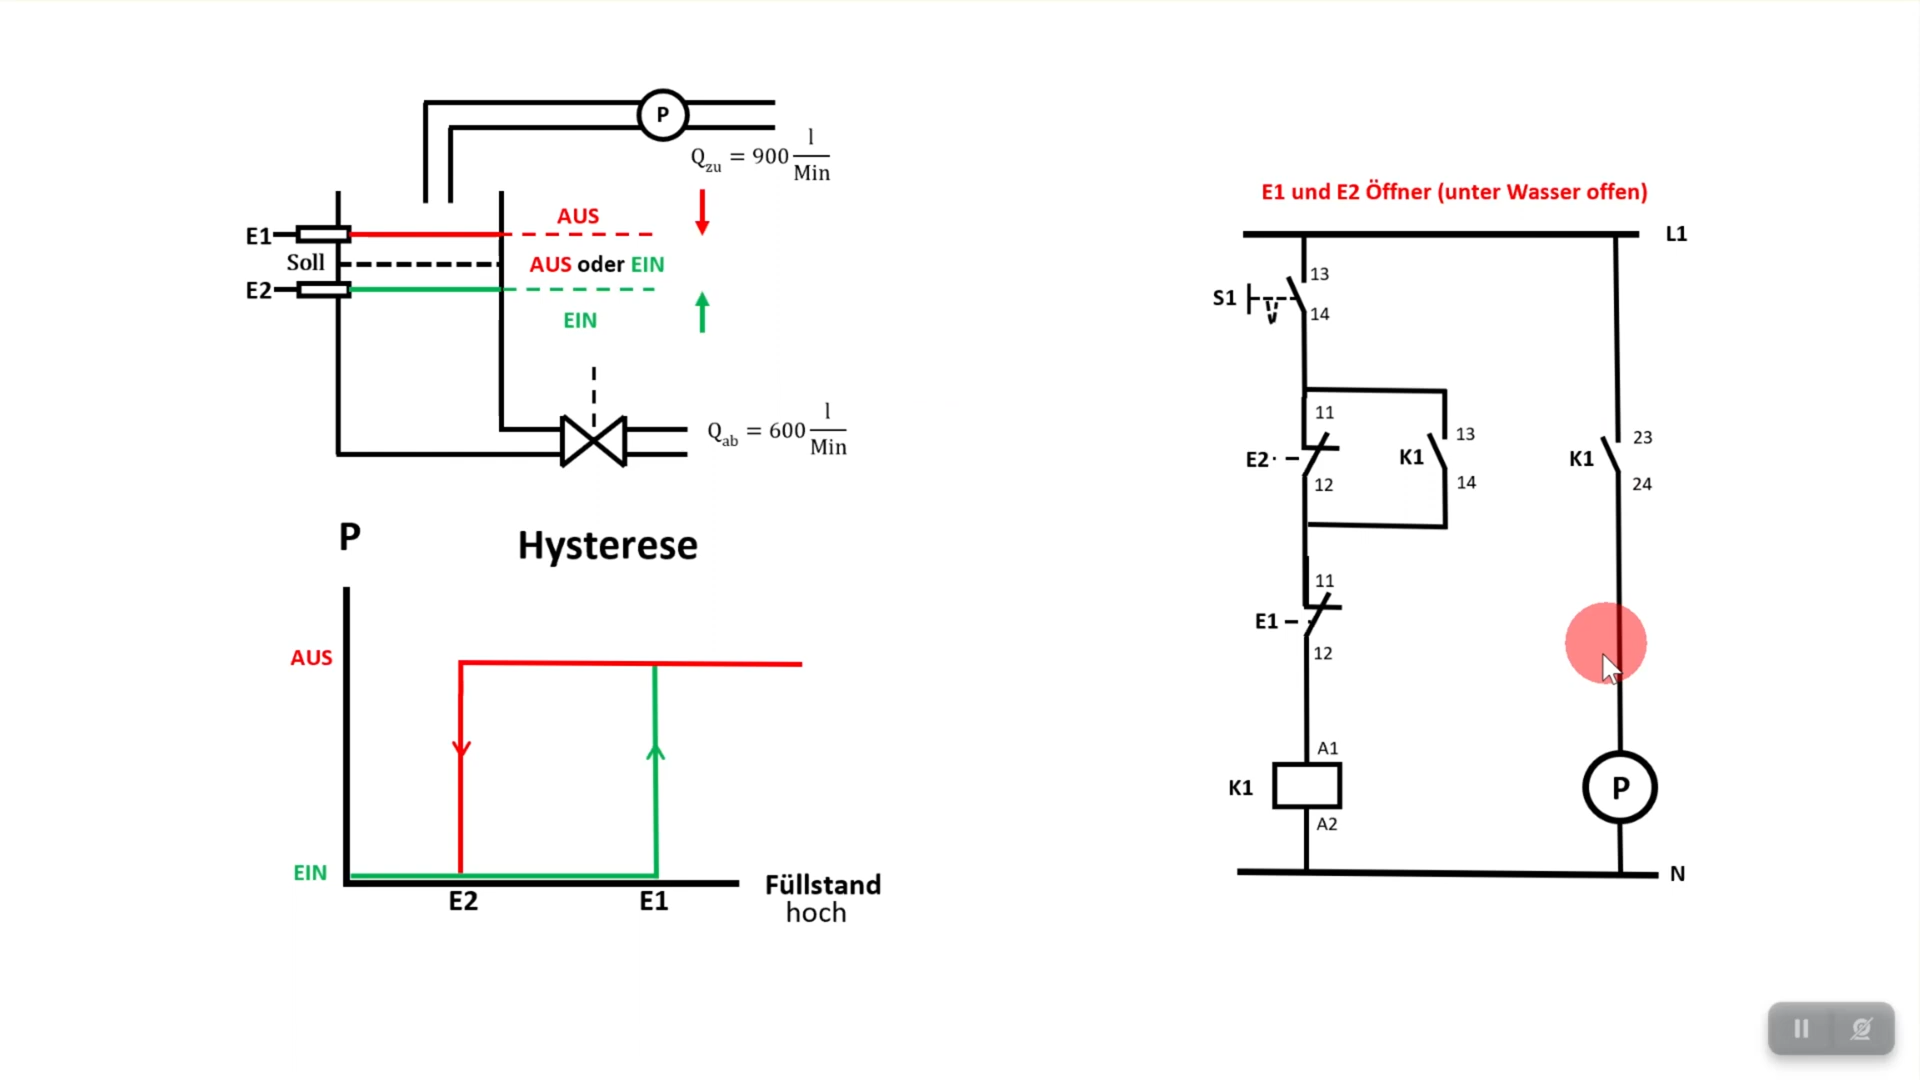 P
Q_zu = 900 l/Min
E1
AUS
Soll
AUS oder EIN
E2
EIN
Q_ab = 600 l/Min
P
Hysterese
AUS
EIN
E2
E1
Füllstand
hoch
E1 und E2 Öffner (unter Wasser offen)
L1
13
S1
14
11
E2
12
13
K1
14
23
K1
24
11
E1
12
A1
K1
A2
P
N